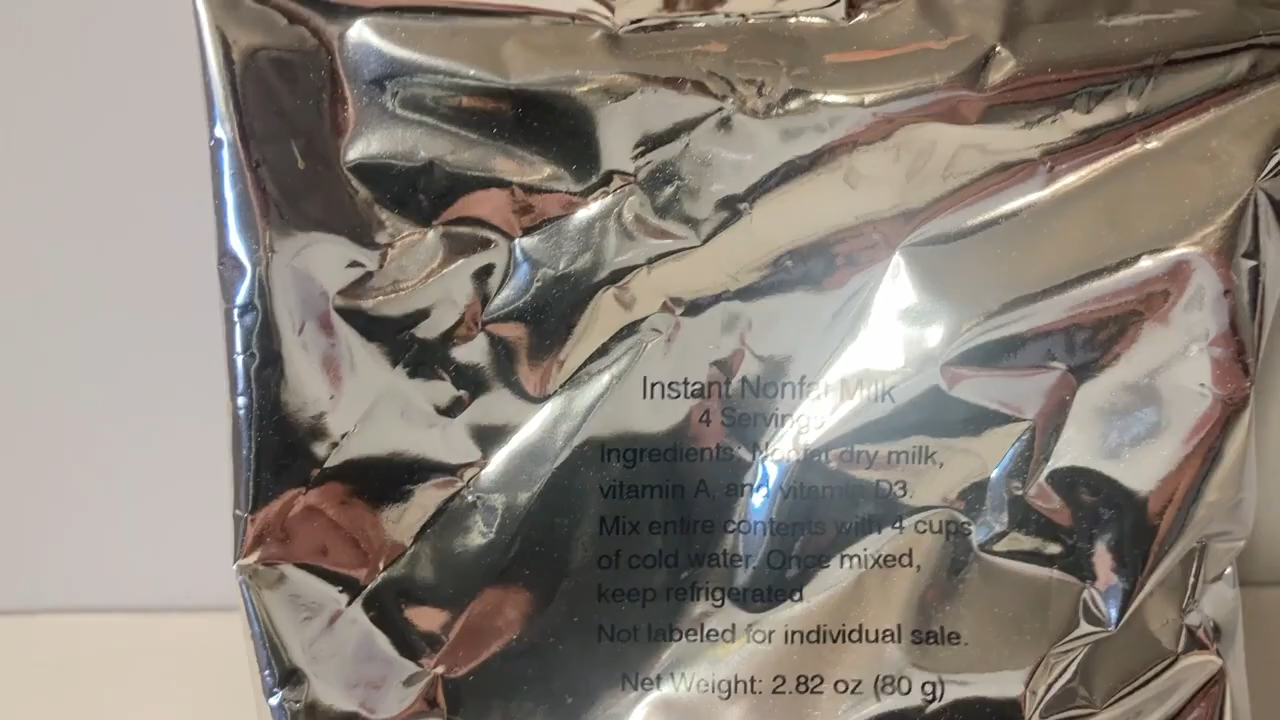 Instant Nonfat Milk
4 Servings
Ingredients: Nonfat dry milk,
vitamin A, and vitamin D3.
Mix entire contents with 4 cups
of cold water. Once mixed,
keep refrigerated.
Not labeled for individual sale.
Net Weight: 2.82 oz (80 g)